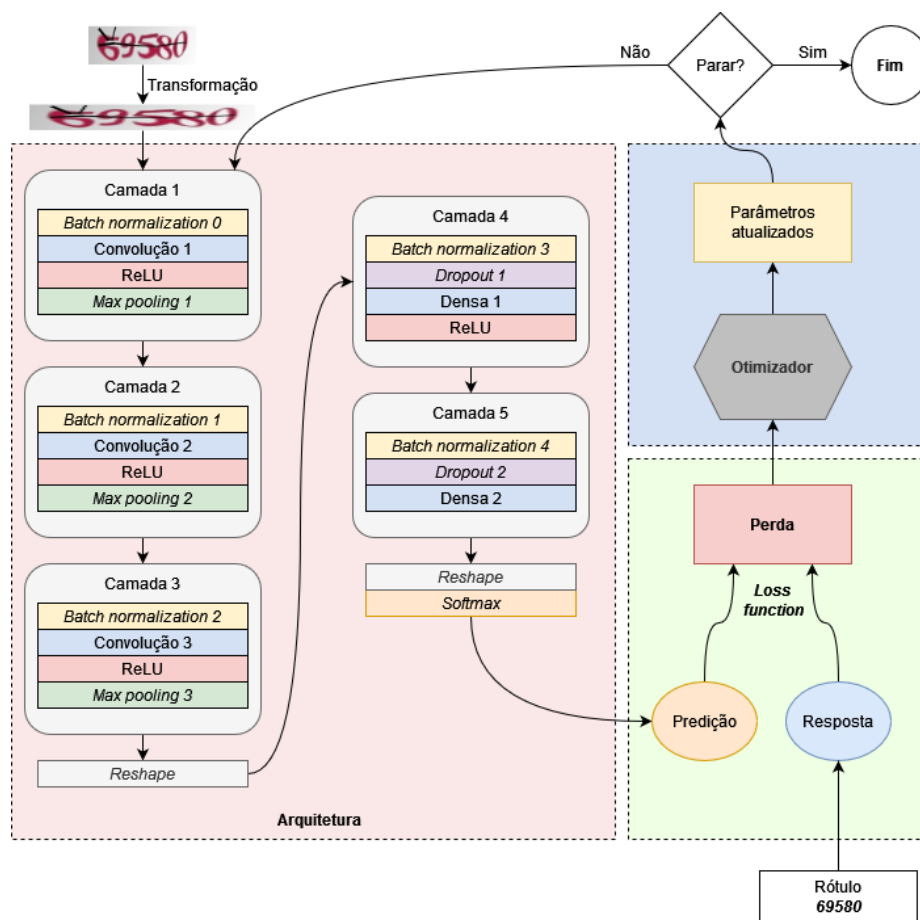 69580
Transformação
69580
Camada 1
Batch normalization 0
Convolução 1
ReLU
Max pooling 1
Camada 2
Batch normalization 1
Convolução 2
ReLU
Max pooling 2
Camada 3
Batch normalization 2
Convolução 3
ReLU
Max pooling 3
Reshape
Camada 4
Batch normalization 3
Dropout 1
Densa 1
ReLU
Camada 5
Batch normalization 4
Dropout 2
Densa 2
Reshape
Softmax
Arquitetura
Predição
Resposta
Rótulo
69580
Loss
function
Perda
Otimizador
Parâmetros
atualizados
Parar?
Não
Sim
Fim